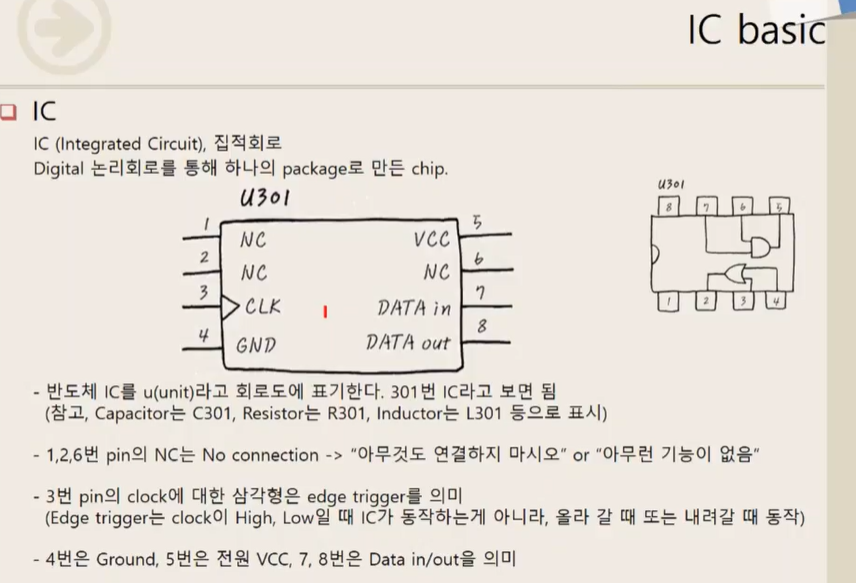 IC basic
IC
IC (Integrated Circuit), 집적회로
Digital 논리회로를 통해 하나의 package로 만든 chip.
U301
1 NC VCC 5
2 NC NC 6
3 CLK DATA in 7
4 GND DATA out 8
U301
8 7 6 5
1 2 3 4
- 반도체 IC를 u(unit)라고 회로도에 표기한다. 301번 IC라고 보면 됨
(참고, Capacitor는 C301, Resistor는 R301, Inductor는 L301 등으로 표시)
- 1,2,6번 pin의 NC는 No connection -> “아무것도 연결하지 마시오” or “아무런 기능이 없음”
- 3번 pin의 clock에 대한 삼각형은 edge trigger를 의미
(Edge trigger는 clock이 High, Low일 때 IC가 동작하는게 아니라, 올라 갈 때 또는 내려갈 때 동작)
- 4번은 Ground, 5번은 전원 VCC, 7, 8번은 Data in/out을 의미